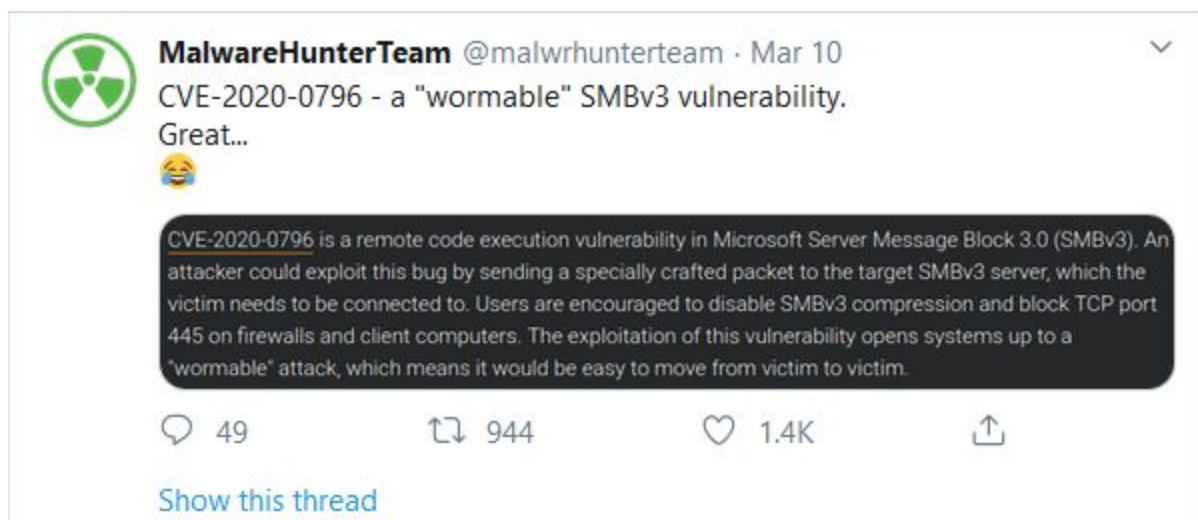 MalwareHunterTeam @malwrhunterteam · Mar 10
CVE-2020-0796 - a "wormable" SMBv3 vulnerability.
Great...
😂
CVE-2020-0796 is a remote code execution vulnerability in Microsoft Server Message Block 3.0 (SMBv3). An
attacker could exploit this bug by sending a specially crafted packet to the target SMBv3 server, which the
victim needs to be connected to. Users are encouraged to disable SMBv3 compression and block TCP port
445 on firewalls and client computers. The exploitation of this vulnerability opens systems up to a
"wormable" attack, which means it would be easy to move from victim to victim.
49 944 1.4K
Show this thread